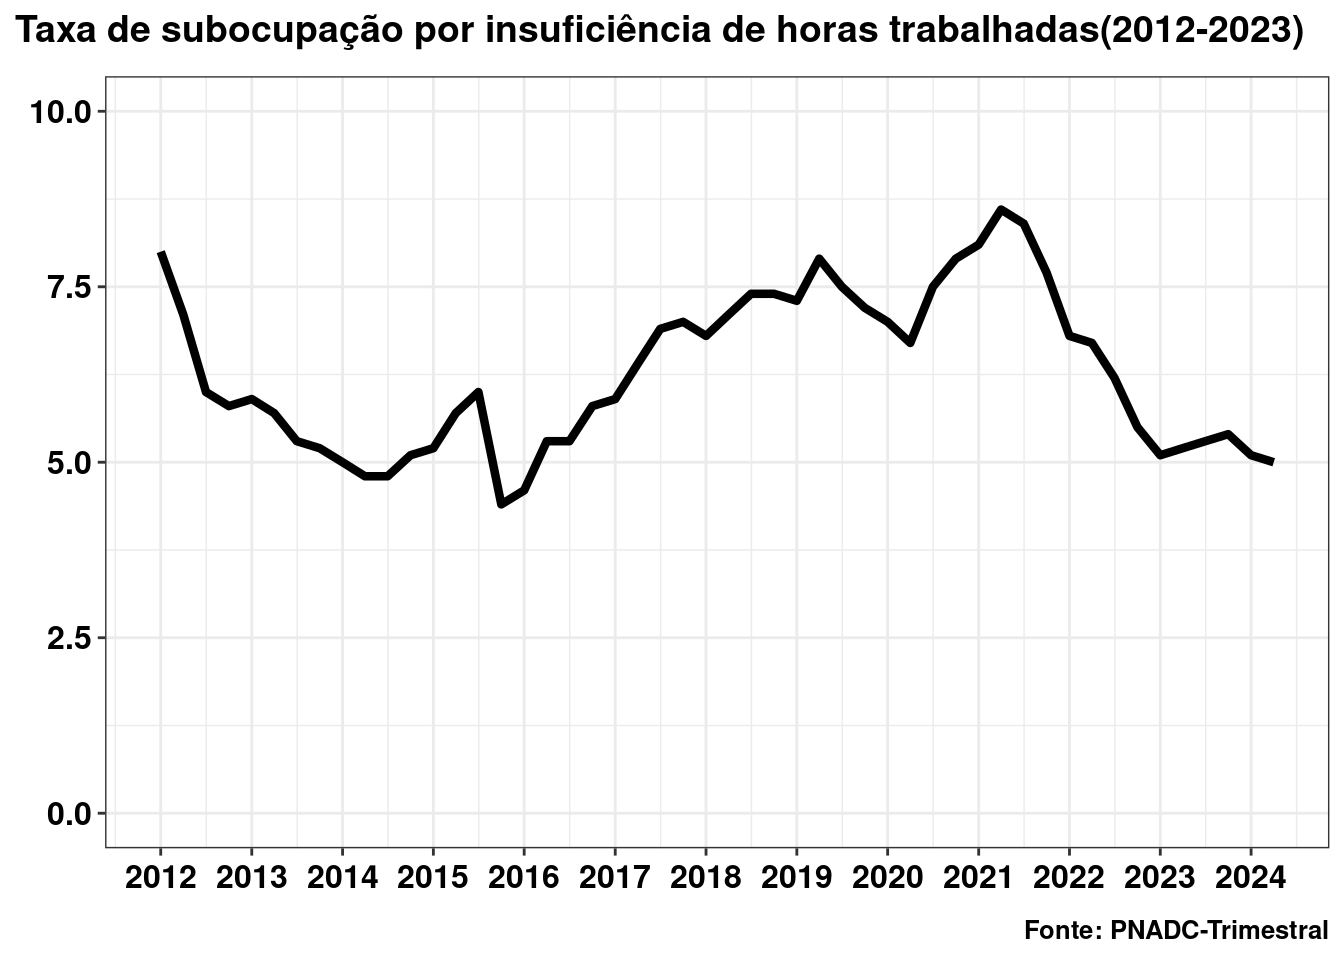 Taxa de subocupação por insuficiência de horas trabalhadas(2012-2023)
10.0
7.5
5.0
2.5
0.0
2012 2013 2014 2015 2016 2017 2018 2019 2020 2021 2022 2023 2024
Fonte: PNADC-Trimestral